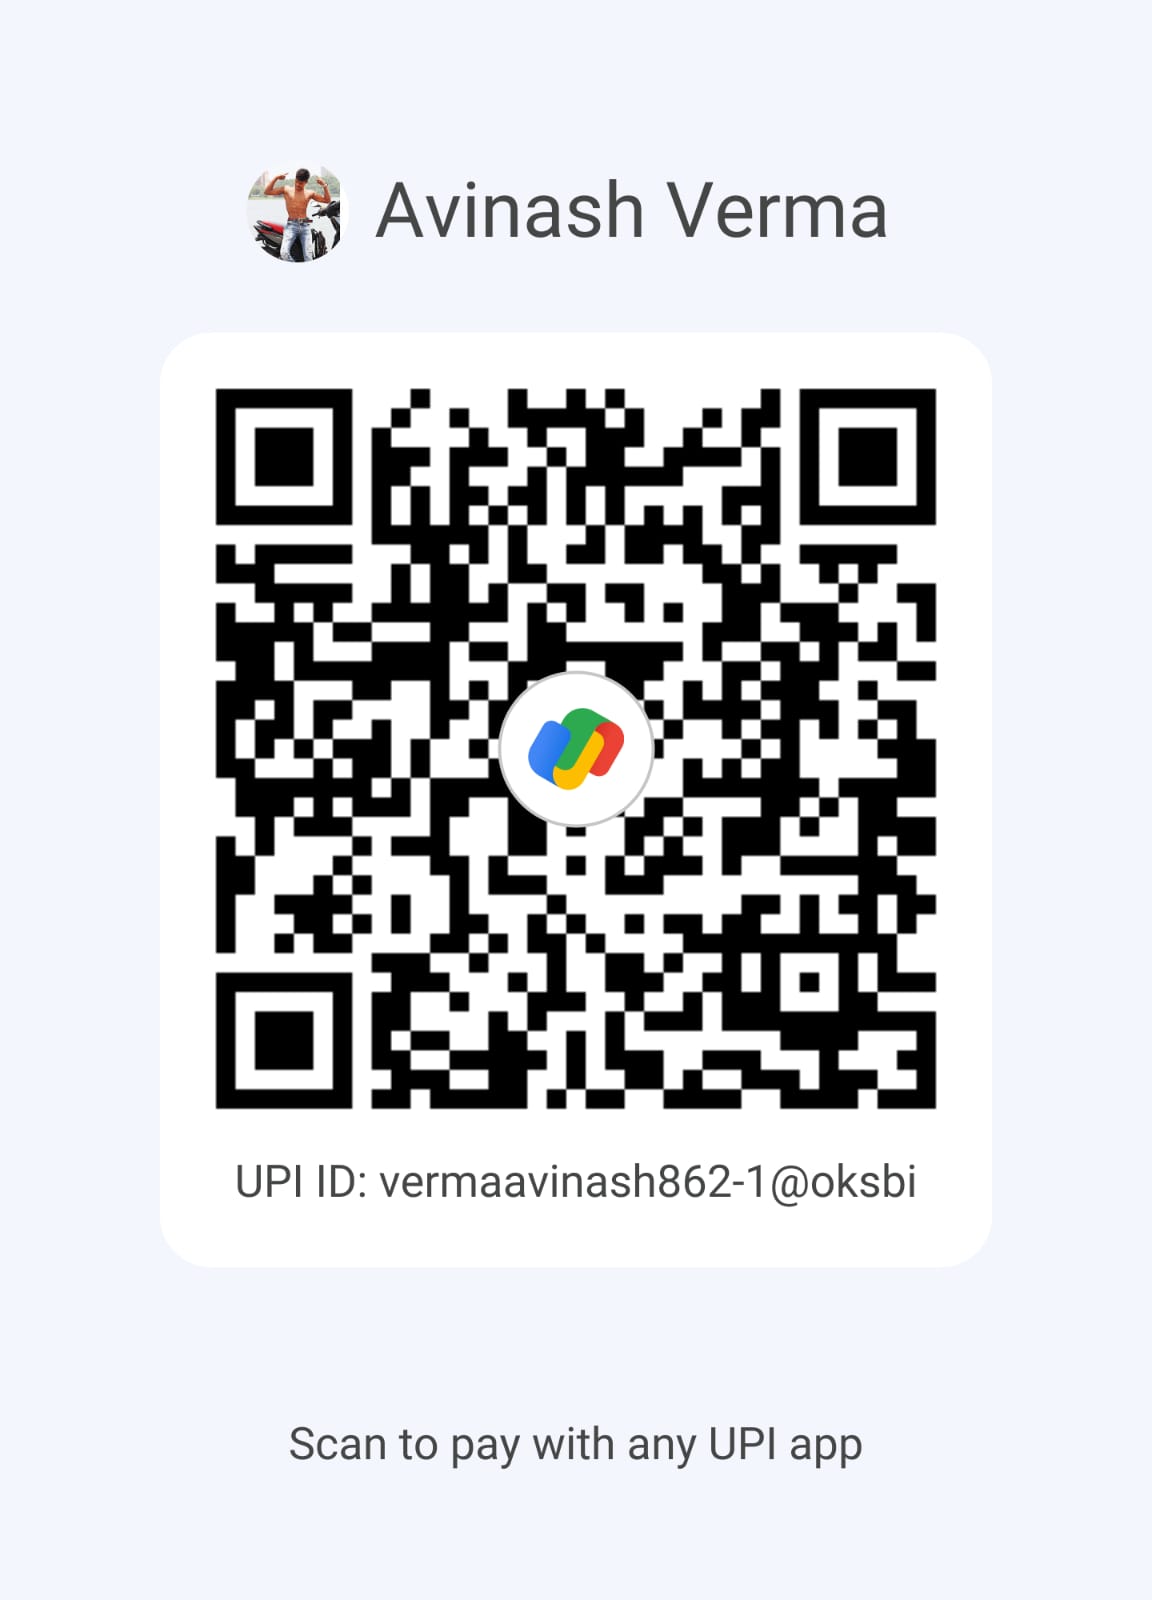 Avinash Verma
UPI ID: vermaavinash862-1@oksbi
Scan to pay with any UPI app